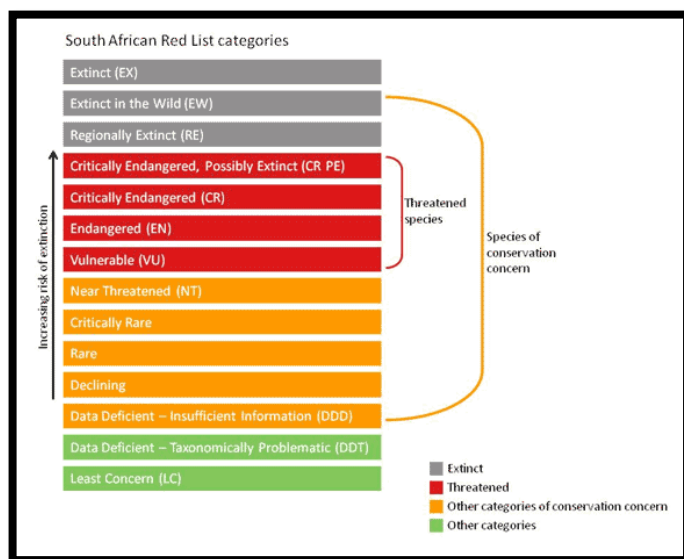 South African Red List categories
Extinct (EX)
Extinct in the Wild (EW)
Regionally Extinct (RE)
Critically Endangered, Possibly Extinct (CR PE)
Critically Endangered (CR)
Endangered (EN)
Vulnerable (VU)
Near Threatened (NT)
Critically Rare
Rare
Declining
Data Deficient – Insufficient Information (DDD)
Data Deficient – Taxonomically Problematic (DDT)
Least Concern (LC)
Increasing risk of extinction
Threatened
species
Species of
conservation
concern
Extinct
Threatened
Other categories of conservation concern
Other categories